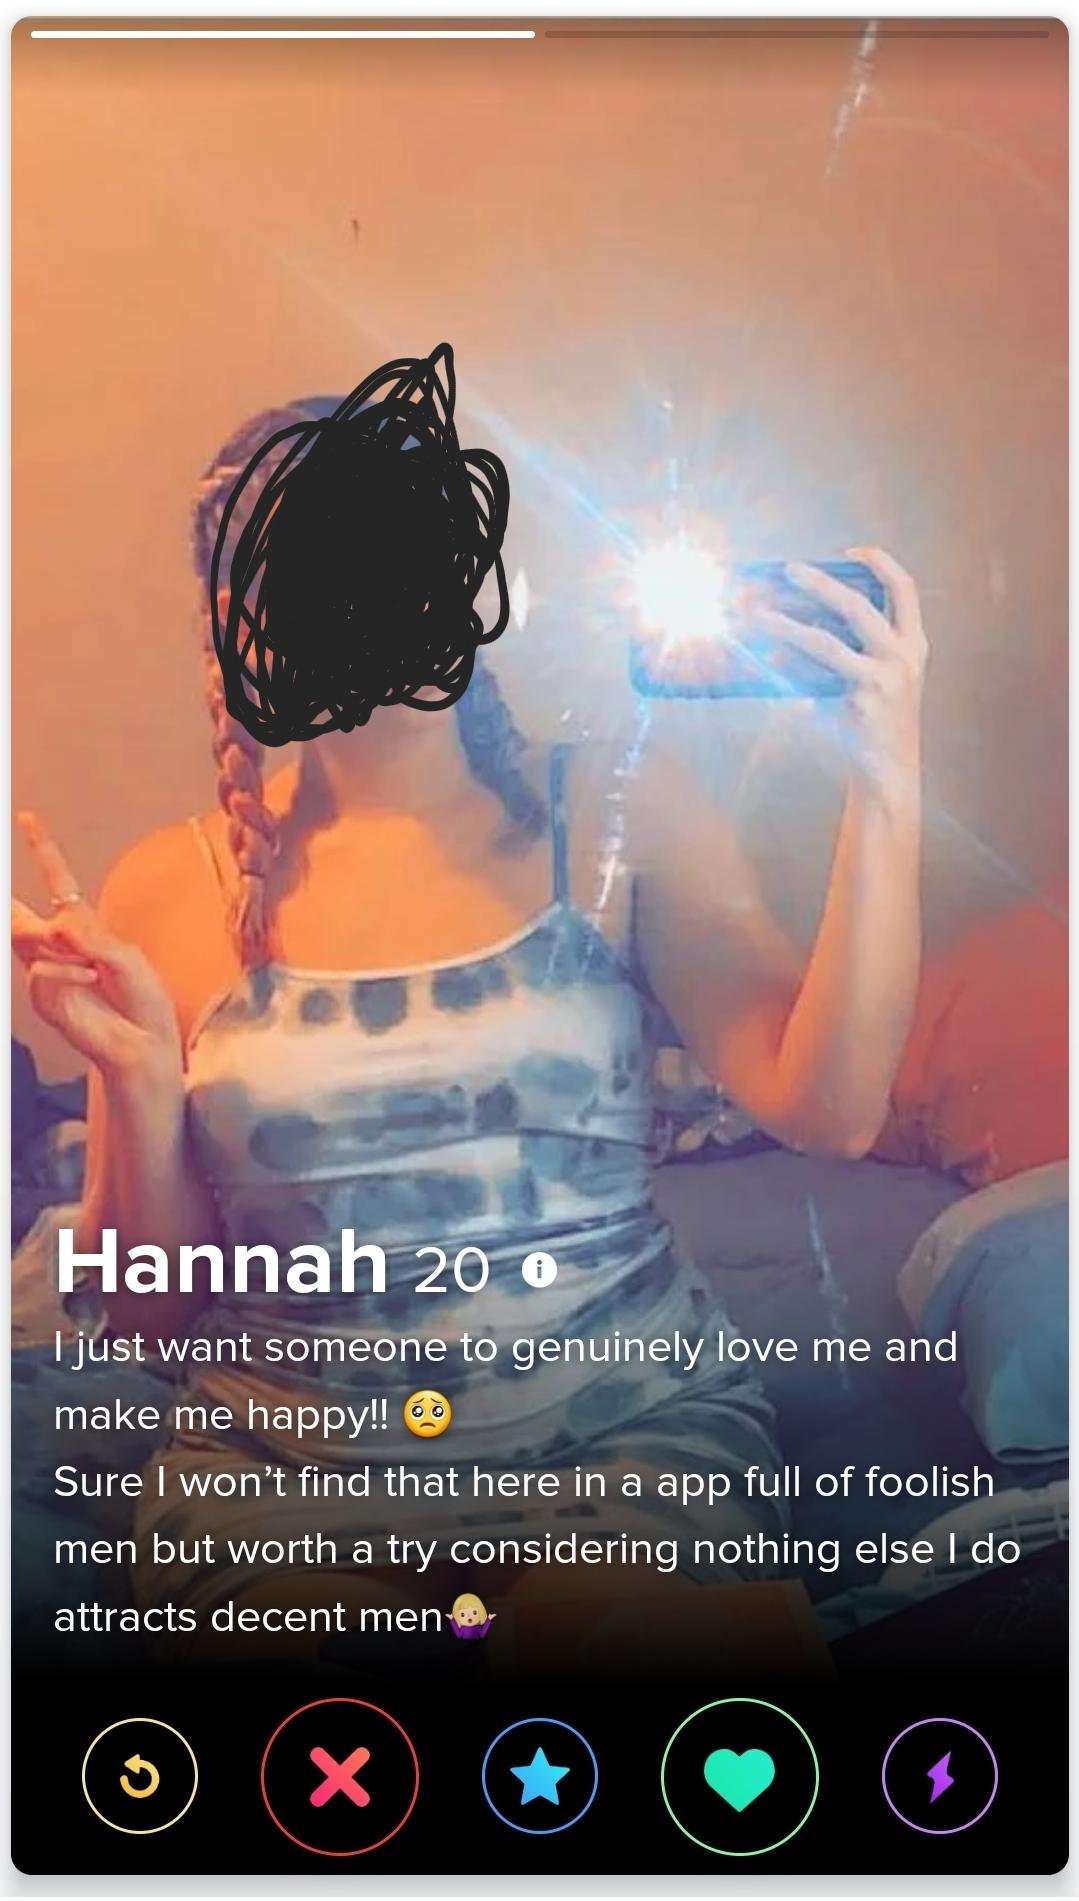 Hannah 20
I just want someone to genuinely love me and
make me happy!! 🥺
Sure I won’t find that here in a app full of foolish
men but worth a try considering nothing else I do
attracts decent men🤷🏼‍♀️